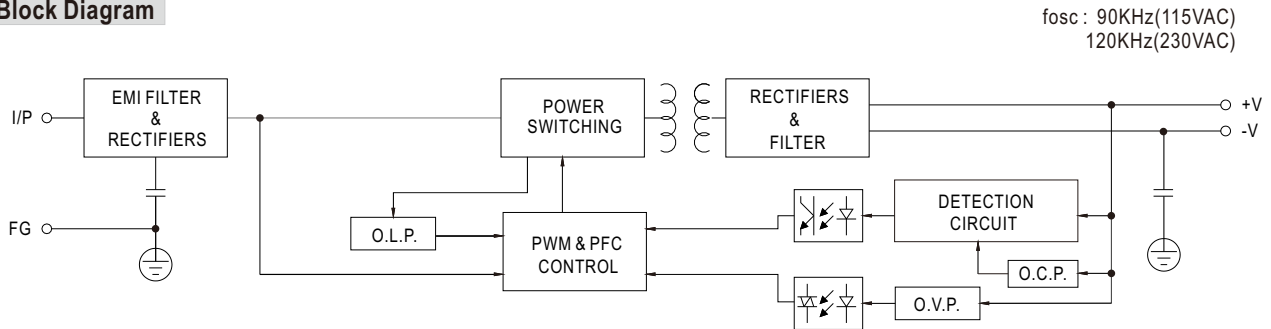 Block Diagram
fosc : 90KHz(115VAC)
120KHz(230VAC)
I/P
EMI FILTER
&
RECTIFIERS
POWER
SWITCHING
RECTIFIERS
&
FILTER
+V
-V
FG
O.L.P.
PWM & PFC
CONTROL
DETECTION
CIRCUIT
O.C.P.
O.V.P.